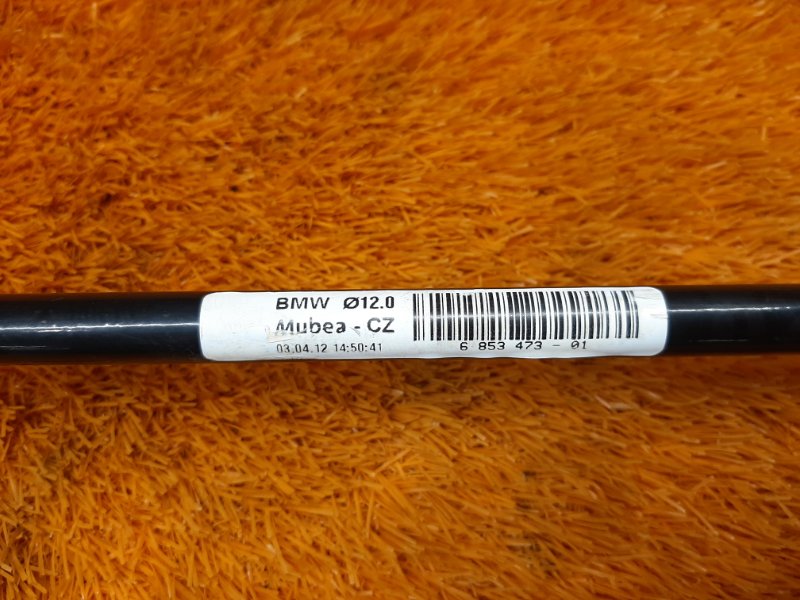 BMW Ø12.0
Mubea - CZ
03.04.12 14:50:41
6 853 473 - 01